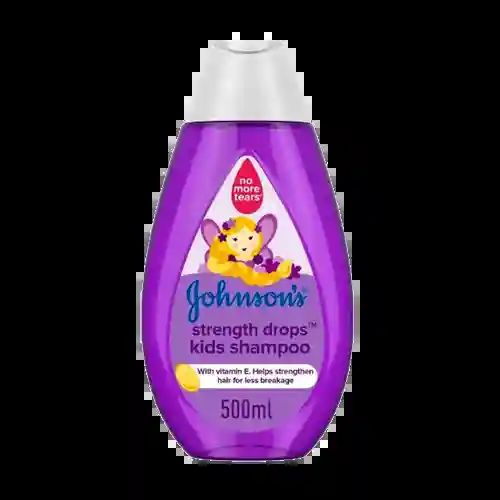 no
more
tears®
Johnson's®
strength drops™
kids shampoo
With vitamin E. Helps strengthen
hair for less breakage
500ml